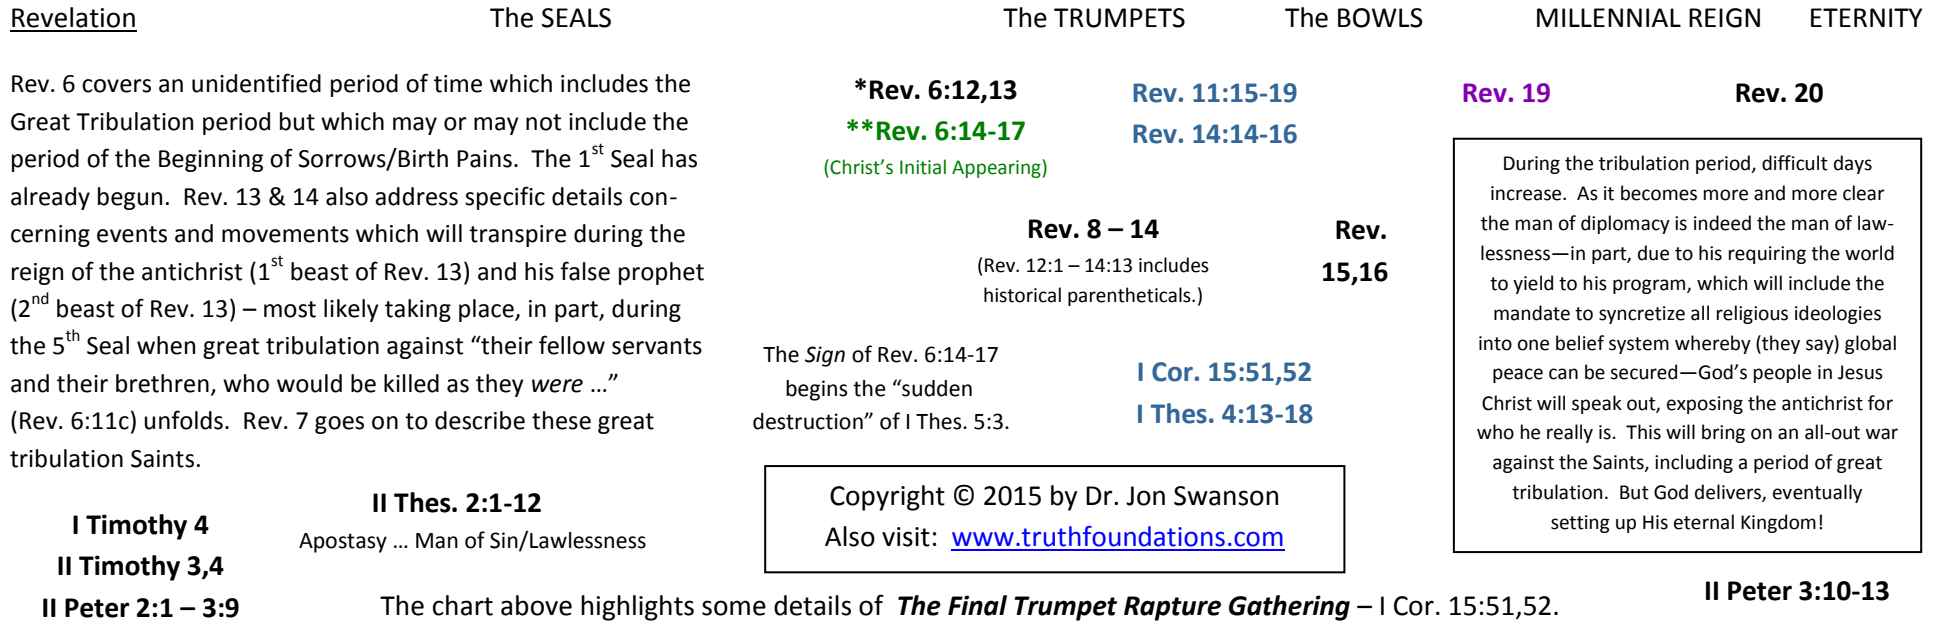 Revelation The SEALS The TRUMPETS The BOWLS MILLENNIAL REIGN ETERNITY
Rev. 6 covers an unidentified period of time which includes the
Great Tribulation period but which may or may not include the
period of the Beginning of Sorrows/Birth Pains. The 1st Seal has
already begun. Rev. 13 & 14 also address specific details con-
cerning events and movements which will transpire during the
reign of the antichrist (1st beast of Rev. 13) and his false prophet
(2nd beast of Rev. 13) – most likely taking place, in part, during
the 5th Seal when great tribulation against “their fellow servants
and their brethren, who would be killed as they were …”
(Rev. 6:11c) unfolds. Rev. 7 goes on to describe these great
tribulation Saints.
I Timothy 4
II Timothy 3,4
II Peter 2:1 – 3:9
II Thes. 2:1-12
Apostasy … Man of Sin/Lawlessness
*Rev. 6:12,13
**Rev. 6:14-17
(Christ’s Initial Appearing)
Rev. 11:15-19
Rev. 14:14-16
Rev. 8 – 14
(Rev. 12:1 – 14:13 includes
historical parentheticals.)
Rev.
15,16
The Sign of Rev. 6:14-17
begins the “sudden
destruction” of I Thes. 5:3.
I Cor. 15:51,52
I Thes. 4:13-18
Copyright © 2015 by Dr. Jon Swanson
Also visit: www.truthfoundations.com
Rev. 19
Rev. 20
During the tribulation period, difficult days
increase. As it becomes more and more clear
the man of diplomacy is indeed the man of law-
lessness—in part, due to his requiring the world
to yield to his program, which will include the
mandate to syncretize all religious ideologies
into one belief system whereby (they say) global
peace can be secured—God’s people in Jesus
Christ will speak out, exposing the antichrist for
who he really is. This will bring on an all-out war
against the Saints, including a period of great
tribulation. But God delivers, eventually
setting up His eternal Kingdom!
II Peter 3:10-13
The chart above highlights some details of The Final Trumpet Rapture Gathering – I Cor. 15:51,52.